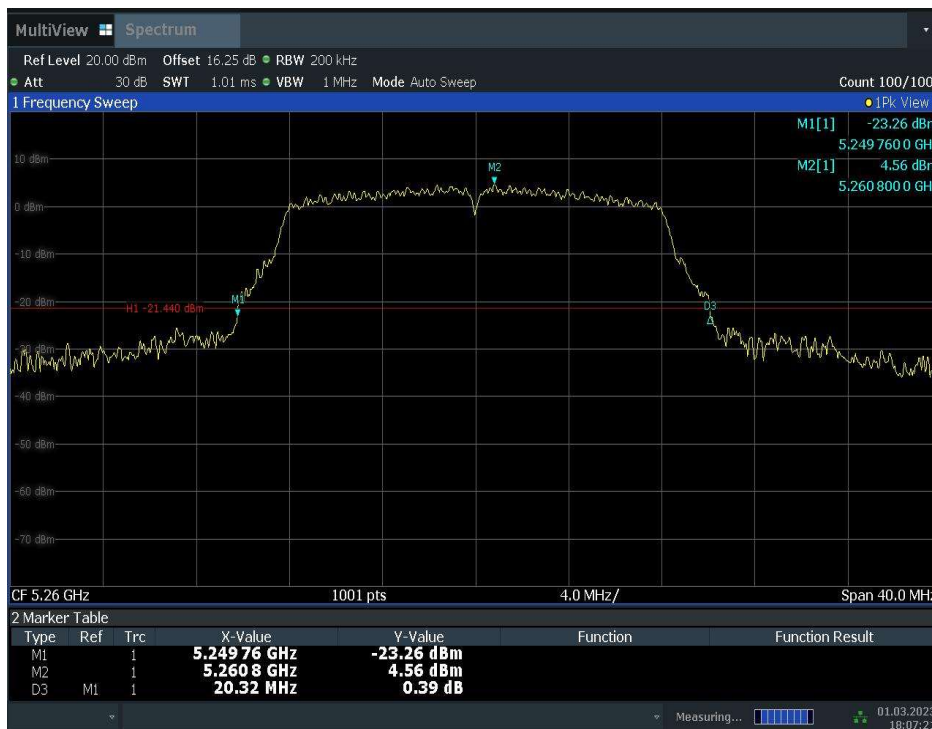 MultiView Spectrum
Ref Level 20.00 dBm Offset 16.25 dB RBW 200 kHz
Att 30 dB SWT 1.01 ms VBW 1 MHz Mode Auto Sweep Count 100/100
1 Frequency Sweep 1Pk View
M1[1] -23.26 dBm
5.249 760 0 GH
M2[1] 4.56 dBm
5.260 800 0 GH
10 dBm
M2
0 dBm
-10 dBm
-20 dBm
M1
D3
H1 -21.440 dBm
-30 dBm
-40 dBm
-50 dBm
-60 dBm
-70 dBm
CF 5.26 GHz 1001 pts 4.0 MHz/ Span 40.0 MHz
2 Marker Table
Type Ref Trc X-Value Y-Value Function Function Result
M1 1 5.249 76 GHz -23.26 dBm
M2 1 5.260 8 GHz 4.56 dBm
D3 M1 1 20.32 MHz 0.39 dB
Measuring... 01.03.2023
18:07:21